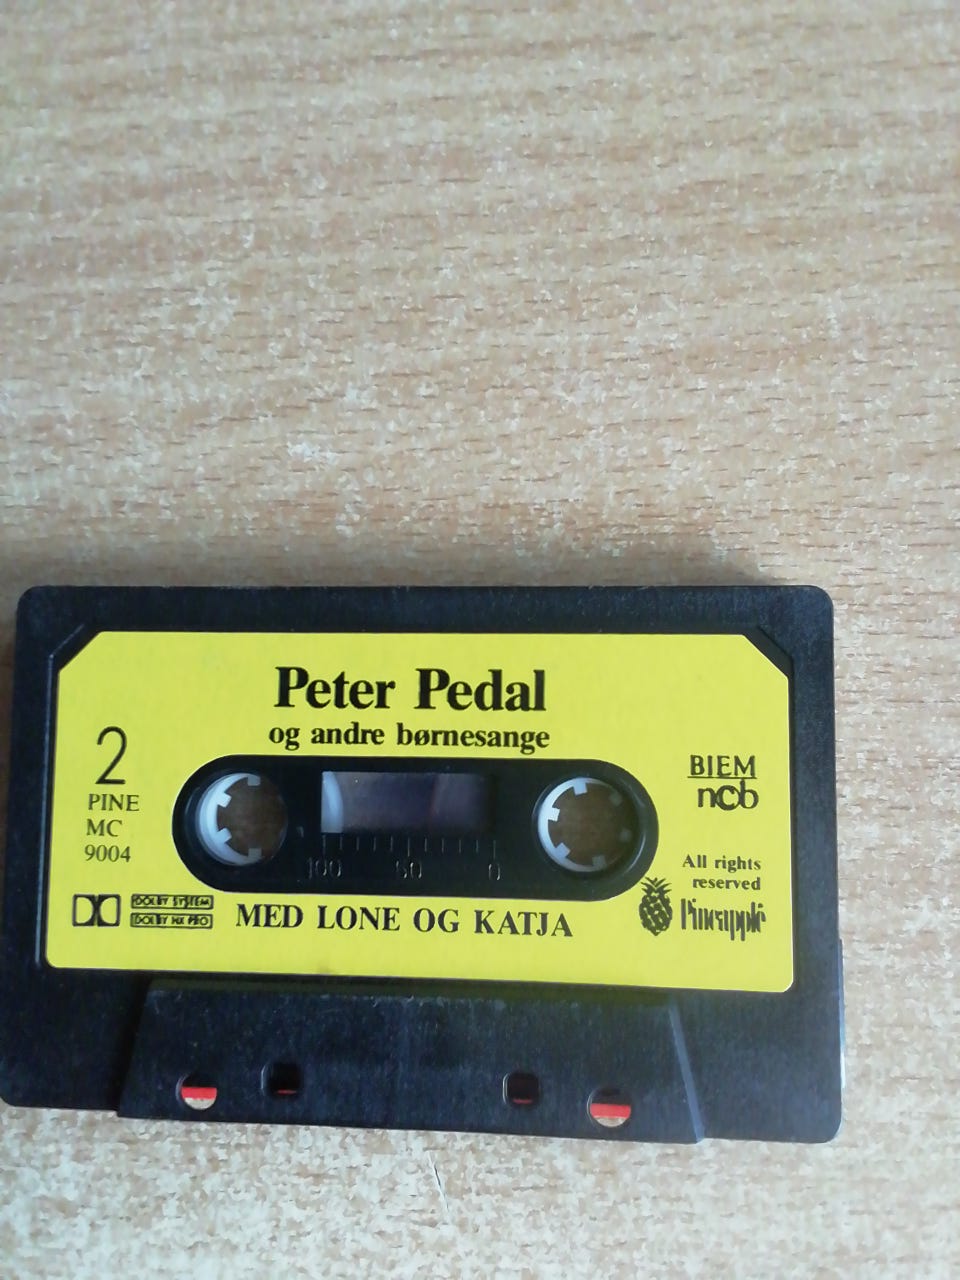 Peter Pedal
og andre børnesange
2
PINE
MC
9004
BIEM
ncb
100 50 0
All rights
reserved
Pineapple
DOLBY SYSTEM
DOLBY HX PRO
MED LONE OG KATJA